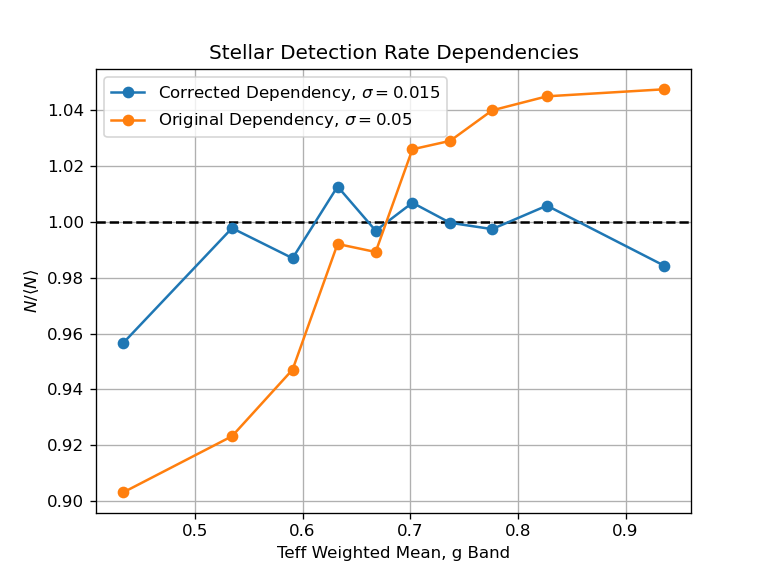 Stellar Detection Rate Dependencies
Corrected Dependency, σ = 0.015
Original Dependency, σ = 0.05
1.04
1.02
1.00
0.98
0.96
0.94
0.92
0.90
N/⟨N⟩
0.5 0.6 0.7 0.8 0.9
Teff Weighted Mean, g Band